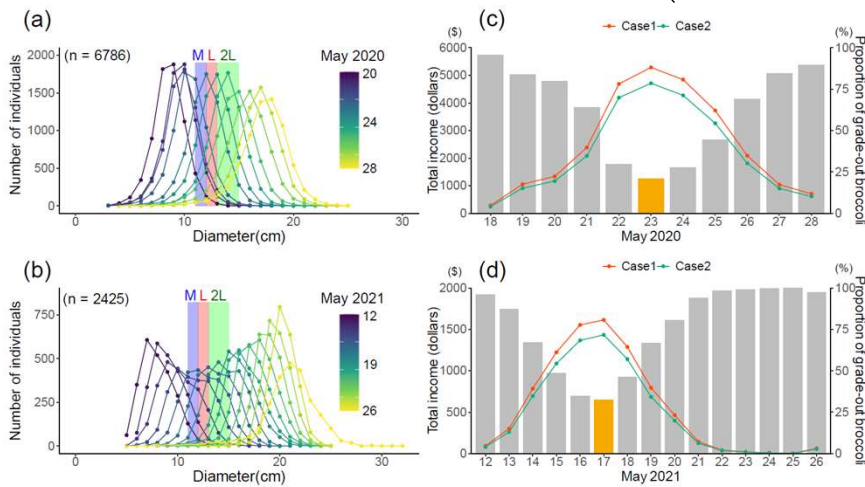 (a)
(n = 6786)
M L 2L
May 2020
20
24
28
Number of individuals
2000
1500
1000
500
0
0 10 20 30
Diameter(cm)
(c)
($)
Case1 Case2
(%)
Total income (dollars)
6000
5000
4000
3000
2000
1000
0
100
75
50
25
0
Proportion of grade-out broccoli
18 19 20 21 22 23 24 25 26 27 28
May 2020
(b)
(n = 2425)
M L 2L
May 2021
12
19
26
Number of individuals
750
500
250
0
0 10 20 30
Diameter(cm)
(d)
($)
Case1 Case2
(%)
Total income (dollars)
2000
1500
1000
500
0
100
75
50
25
0
Proportion of grade-out broccoli
12 13 14 15 16 17 18 19 20 21 22 23 24 25 26
May 2021